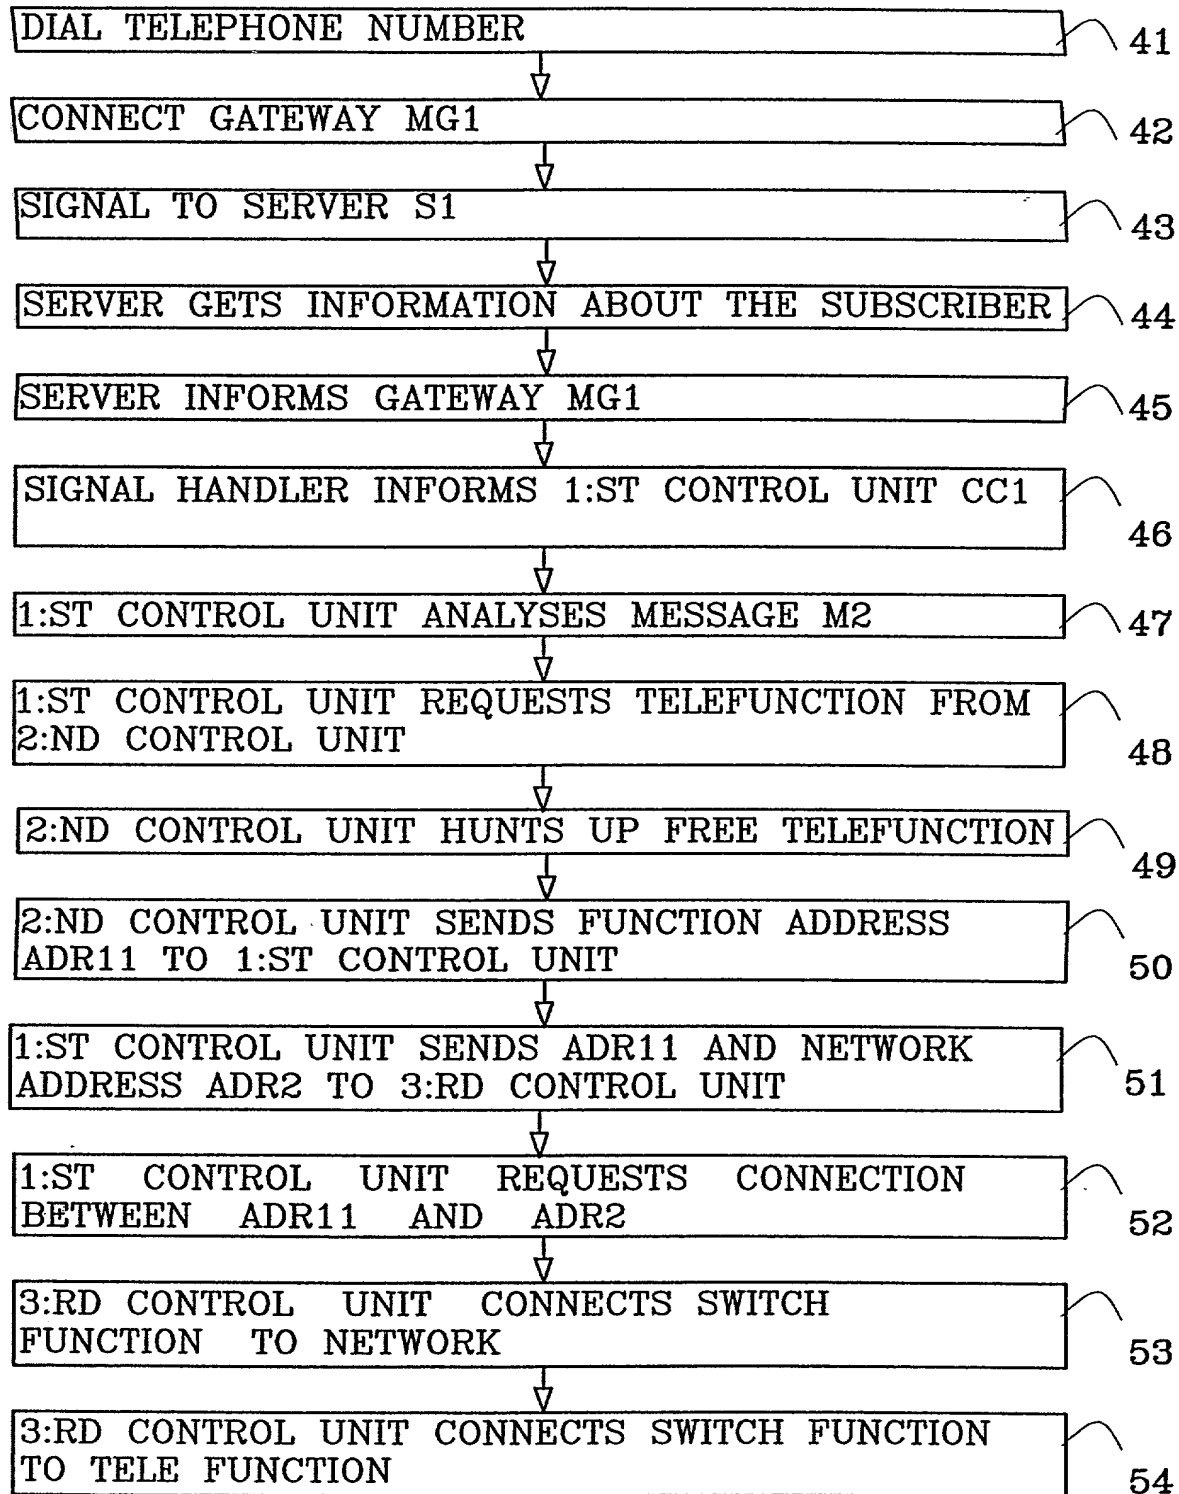 DIAL TELEPHONE NUMBER
41
CONNECT GATEWAY MG1
42
SIGNAL TO SERVER S1
43
SERVER GETS INFORMATION ABOUT THE SUBSCRIBER
44
SERVER INFORMS GATEWAY MG1
45
SIGNAL HANDLER INFORMS 1:ST CONTROL UNIT CC1
46
1:ST CONTROL UNIT ANALYSES MESSAGE M2
47
1:ST CONTROL UNIT REQUESTS TELEFUNCTION FROM
2:ND CONTROL UNIT
48
2:ND CONTROL UNIT HUNTS UP FREE TELEFUNCTION
49
2:ND CONTROL UNIT SENDS FUNCTION ADDRESS
ADR11 TO 1:ST CONTROL UNIT
50
1:ST CONTROL UNIT SENDS ADR11 AND NETWORK
ADDRESS ADR2 TO 3:RD CONTROL UNIT
51
1:ST CONTROL UNIT REQUESTS CONNECTION
BETWEEN ADR11 AND ADR2
52
3:RD CONTROL UNIT CONNECTS SWITCH
FUNCTION TO NETWORK
53
3:RD CONTROL UNIT CONNECTS SWITCH FUNCTION
TO TELE FUNCTION
54